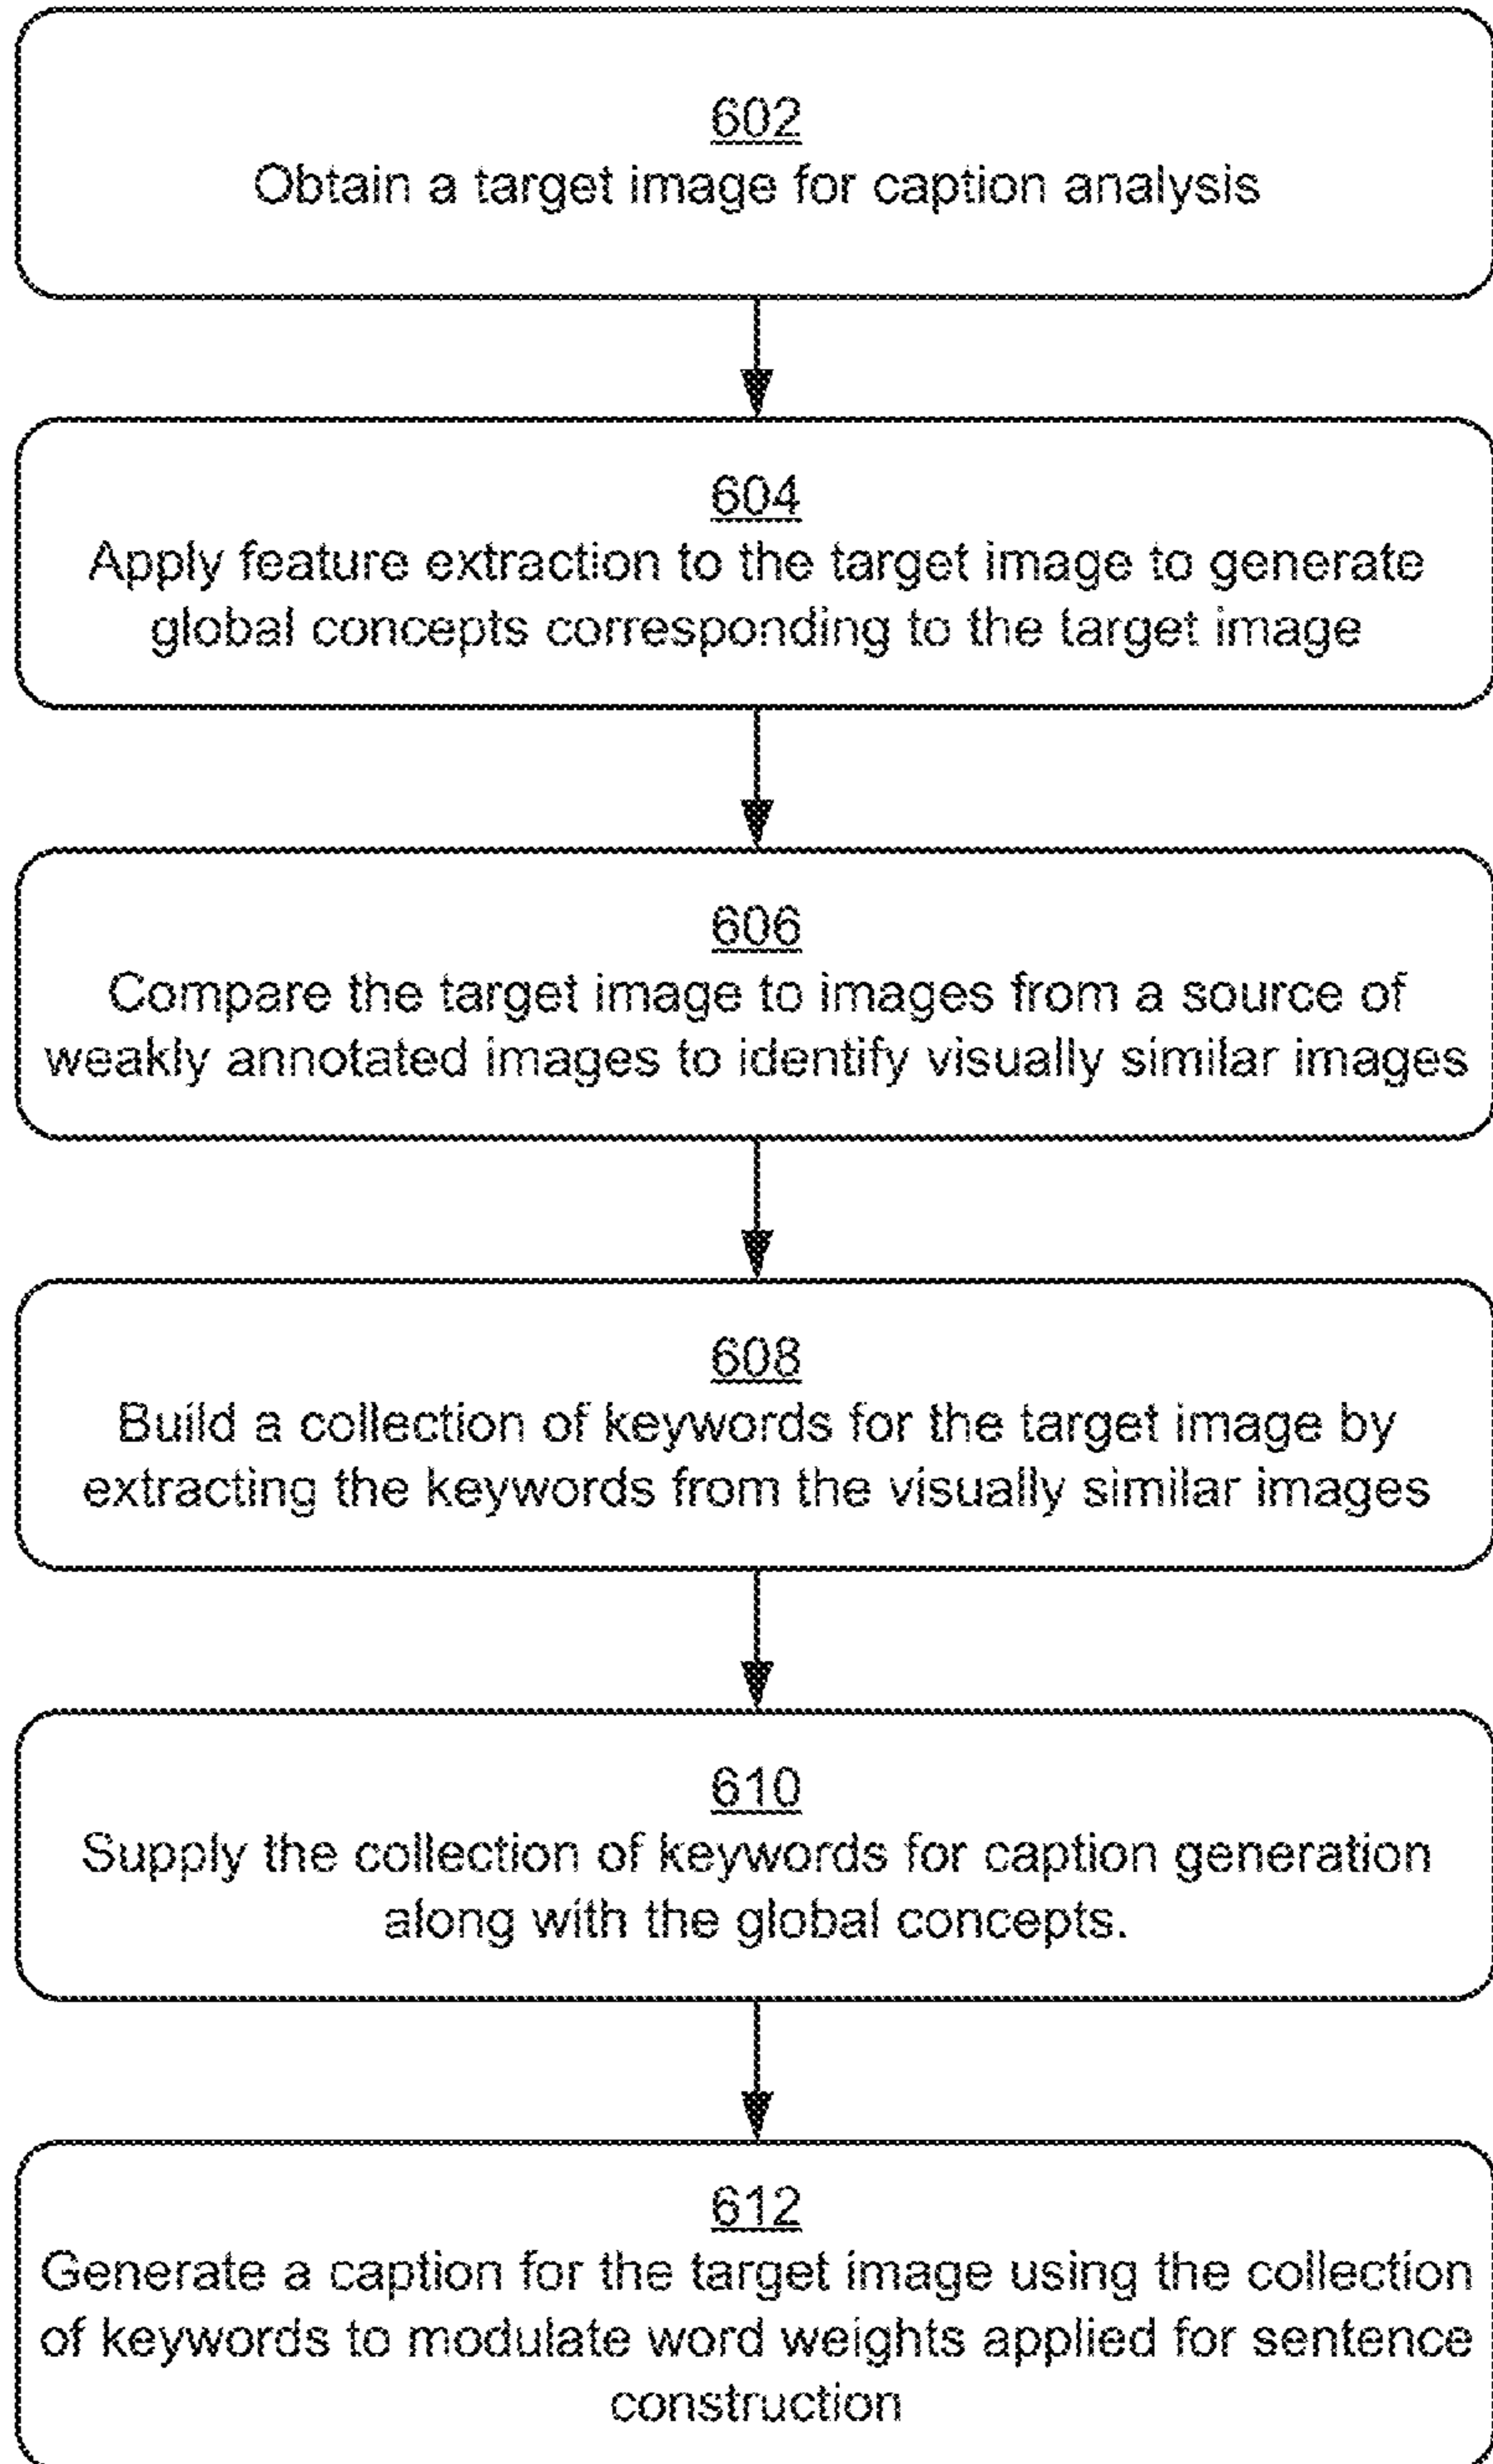 602
Obtain a target image for caption analysis
604
Apply feature extraction to the target image to generate
global concepts corresponding to the target image
606
Compare the target image to images from a source of
weakly annotated images to identify visually similar images
608
Build a collection of keywords for the target image by
extracting the keywords from the visually similar images
610
Supply the collection of keywords for caption generation
along with the global concepts.
612
Generate a caption for the target image using the collection
of keywords to modulate word weights applied for sentence
construction